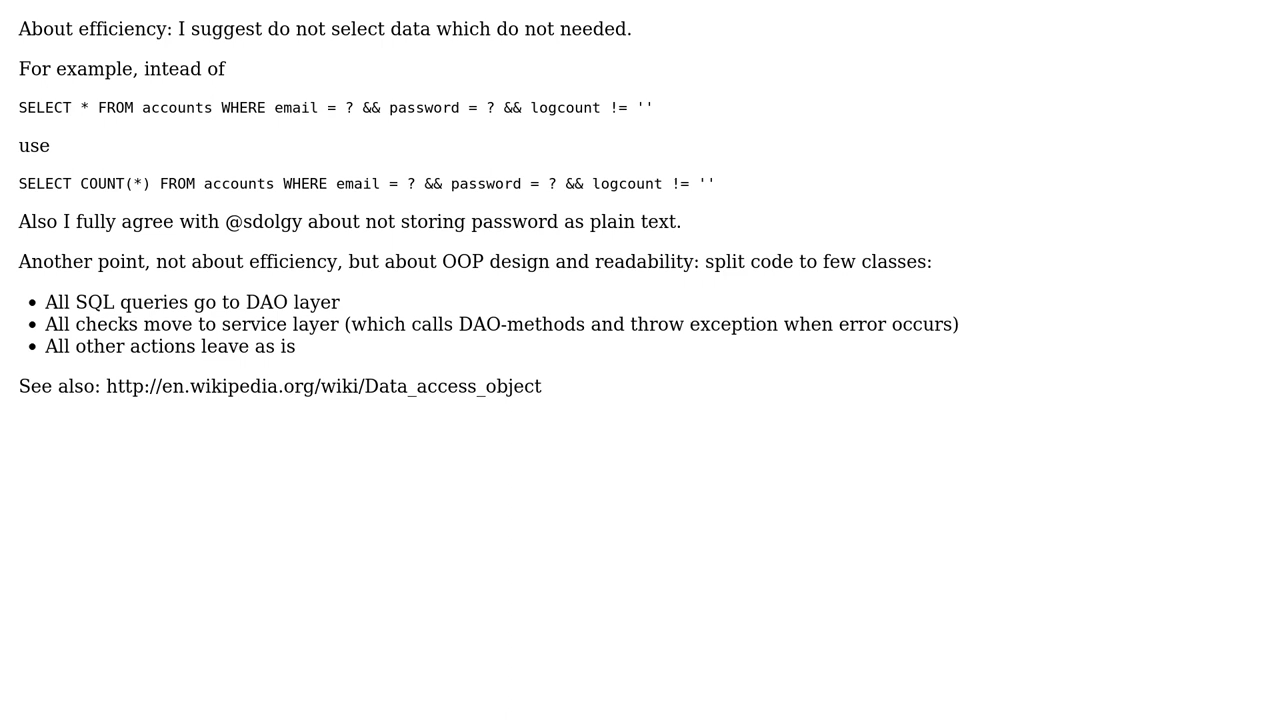 About efficiency: I suggest do not select data which do not needed.
For example, intead of
SELECT * FROM accounts WHERE email = ? && password = ? && logcount != ''
use
SELECT COUNT(*) FROM accounts WHERE email = ? && password = ? && logcount != ''
Also I fully agree with @sdolgy about not storing password as plain text.
Another point, not about efficiency, but about OOP design and readability: split code to few classes:
• All SQL queries go to DAO layer
• All checks move to service layer (which calls DAO-methods and throw exception when error occurs)
• All other actions leave as is
See also: http://en.wikipedia.org/wiki/Data_access_object